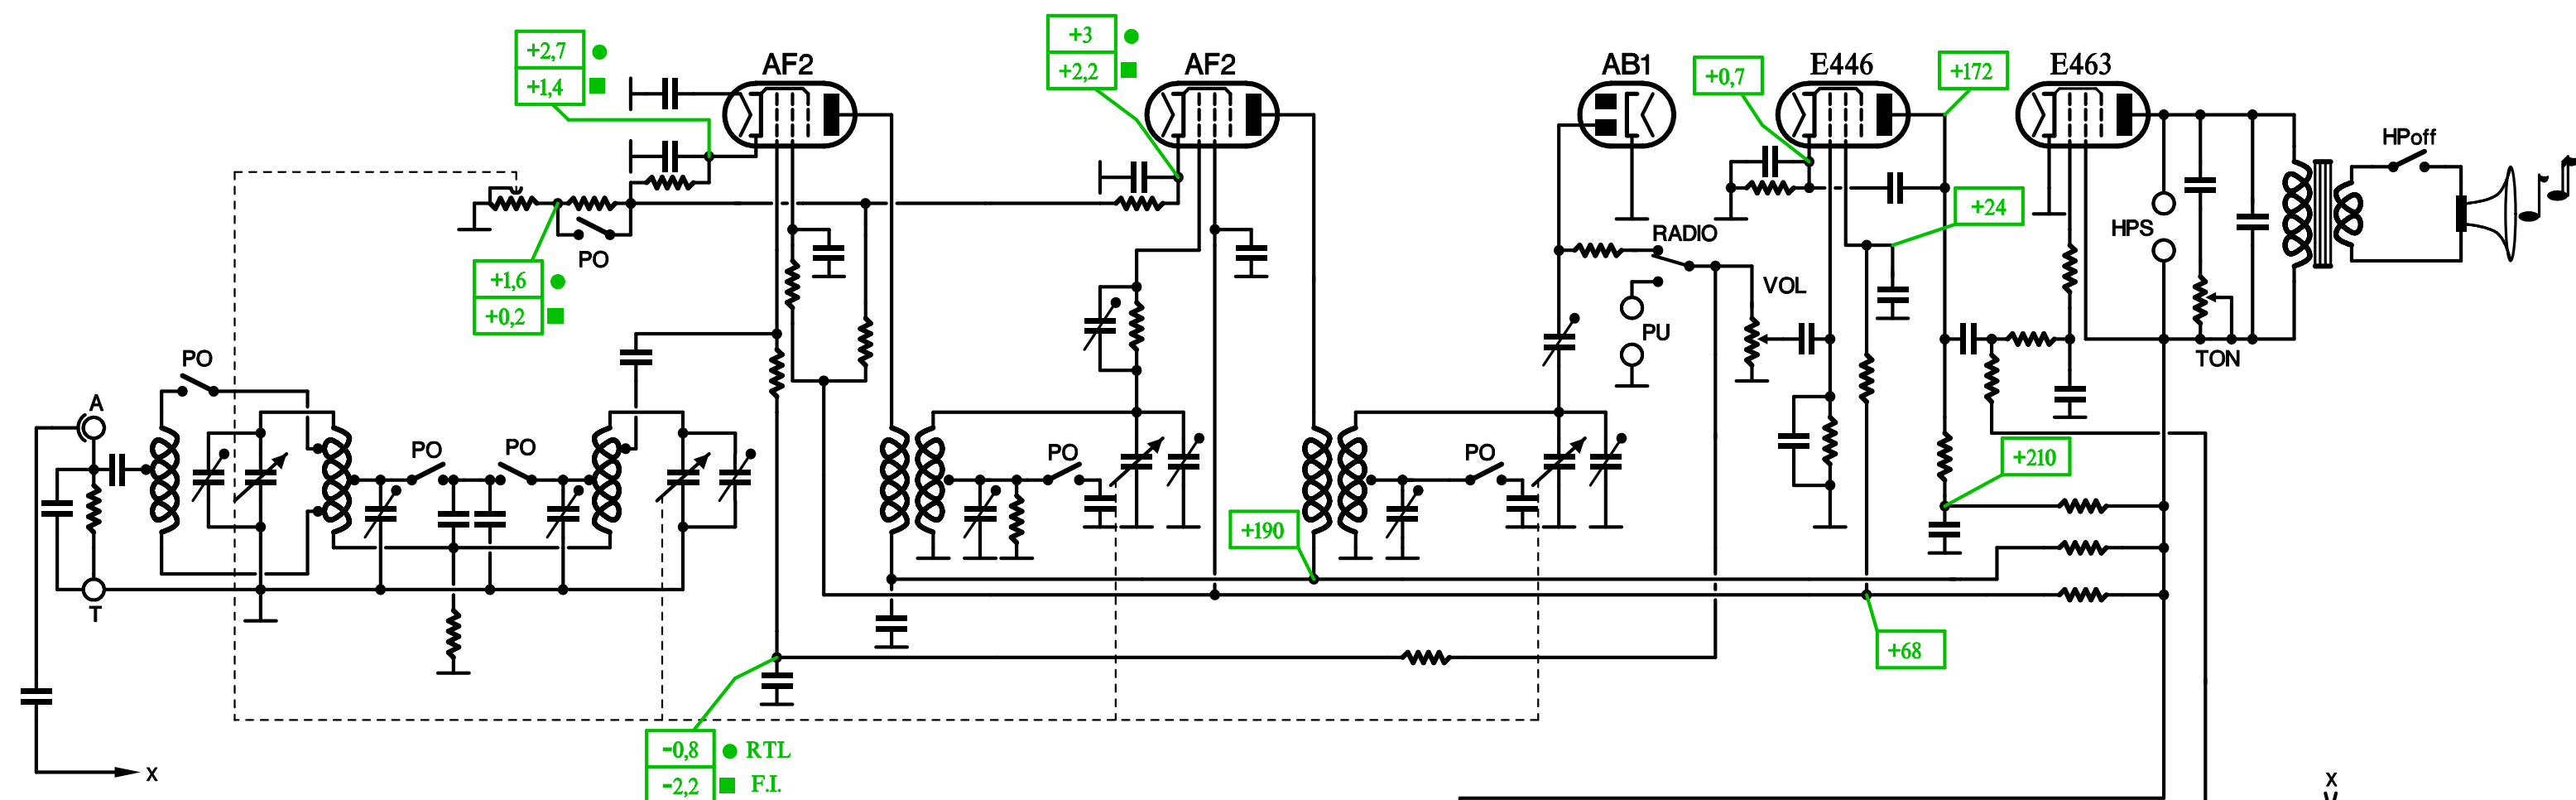 +2,7
+1,4
AF2
+3
+2,2
AF2
AB1
+0,7
E446
+172
E463
HPoff
PO
+1,6
+0,2
+24
HPS
RADIO
VOL
PU
TON
PO
A
PO
PO
PO
PO
+210
+190
T
+68
-0,8 RTL
-2,2 F.I.
X
X